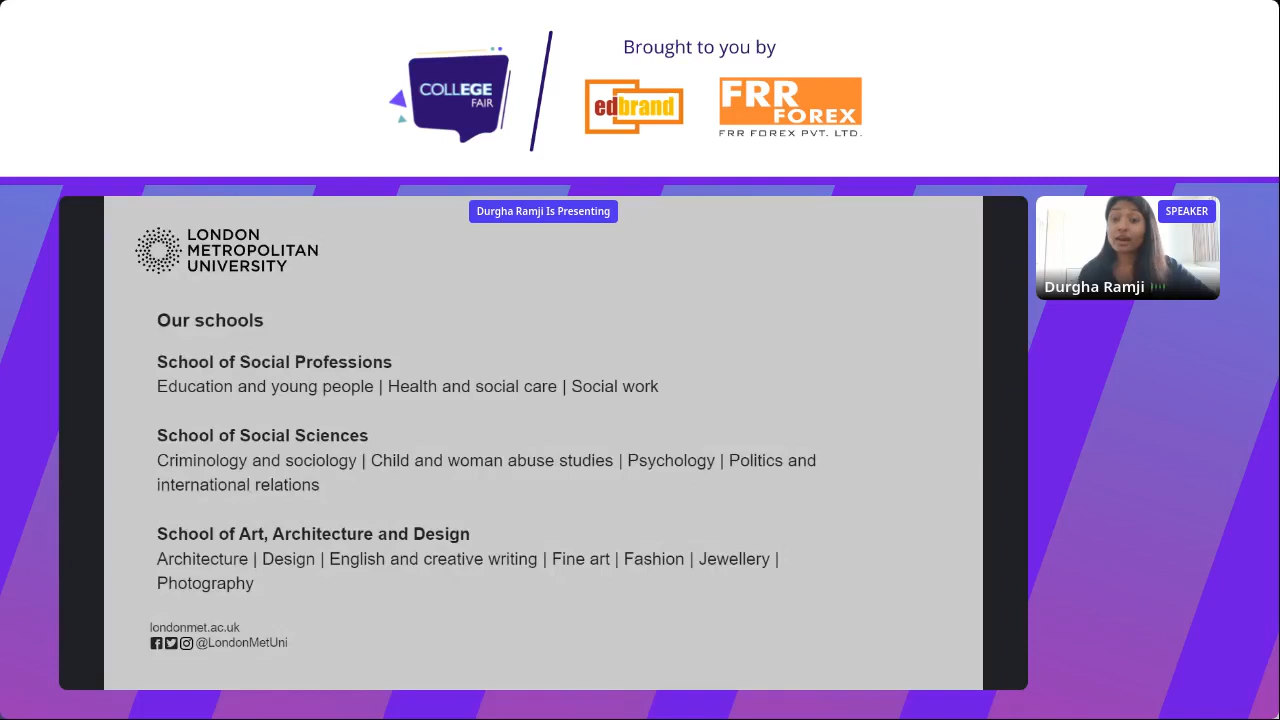 COLLEGE
FAIR
Brought to you by
edbrand
FRR
FOREX
FRR FOREX PVT. LTD.
Durgha Ramji Is Presenting
SPEAKER
Durgha Ramji
LONDON
METROPOLITAN
UNIVERSITY
Our schools
School of Social Professions
Education and young people | Health and social care | Social work
School of Social Sciences
Criminology and sociology | Child and woman abuse studies | Psychology | Politics and
international relations
School of Art, Architecture and Design
Architecture | Design | English and creative writing | Fine art | Fashion | Jewellery |
Photography
londonmet.ac.uk
@LondonMetUni